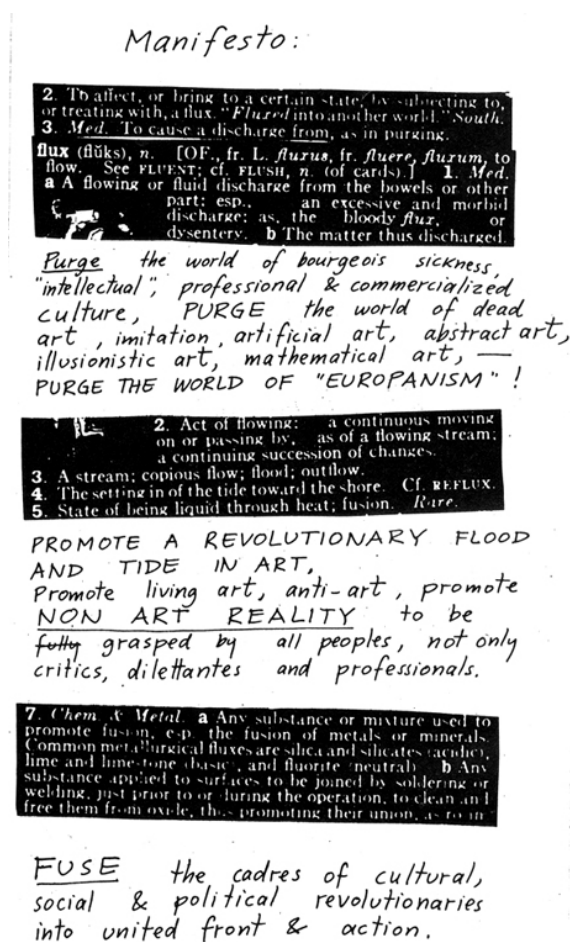 Manifesto:
2. To affect, or bring to a certain state, by subjecting to,
or treating with, a flux. "Fluxed into another world." South.
3. Med. To cause a discharge from, as in purging.
flux (flŭks), n. [OF., fr. L. fluxus, fr. fluere, fluxum, to
flow. See FLUENT; cf. FLUSH, n. (of cards).] 1. Med.
a A flowing or fluid discharge from the bowels or other
part; esp., an excessive and morbid
discharge; as, the bloody flux, or
dysentery. b The matter thus discharged.
Purge the world of bourgeois sickness,
"intellectual", professional & commercialized
culture, PURGE the world of dead
art, imitation, artificial art, abstract art,
illusionistic art, mathematical art, —
PURGE THE WORLD OF "EUROPANISM"!
2. Act of flowing: a continuous moving
on or passing by, as of a flowing stream;
a continuing succession of changes.
3. A stream; copious flow; flood; outflow.
4. The setting in of the tide toward the shore. Cf. REFLUX.
5. State of being liquid through heat; fusion. Rare.
PROMOTE A REVOLUTIONARY FLOOD
AND TIDE IN ART,
Promote living art, anti-art, promote
NON ART REALITY to be
fully grasped by all peoples, not only
critics, dilettantes and professionals.
7. Chem. & Metal. a Any substance or mixture used to
promote fusion, esp. the fusion of metals or minerals.
Common metallurgical fluxes are silica and silicates (acidic),
lime and limestone (basic), and fluorite (neutral). b Any
substance applied to surfaces to be joined by soldering or
welding, just prior to or during the operation, to clean and
free them from oxide, thus promoting their union, as rosin
FUSE the cadres of cultural,
social & political revolutionaries
into united front & action.